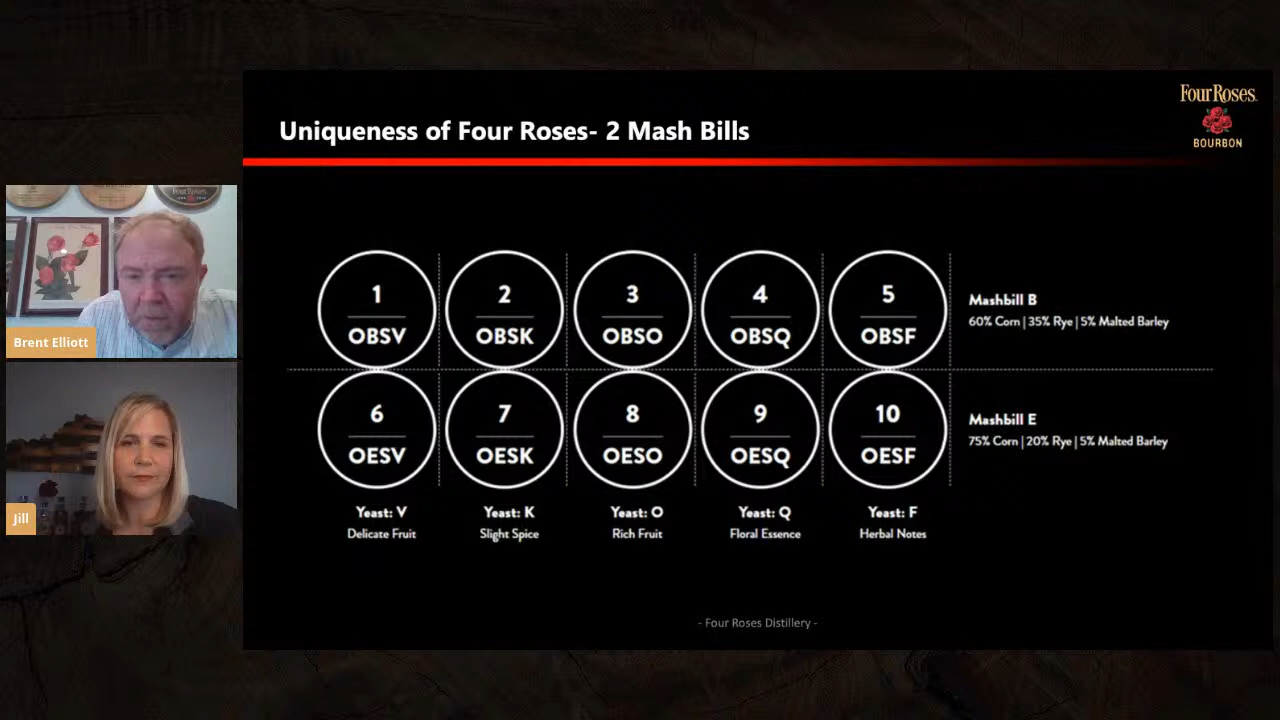 Uniqueness of Four Roses- 2 Mash Bills
Four Roses
BOURBON
Four Roses
Brent Elliott
Jill
1
OBSV
2
OBSK
3
OBSO
4
OBSQ
5
OBSF
Mashbill B
60% Corn | 35% Rye | 5% Malted Barley
6
OESV
7
OESK
8
OESO
9
OESQ
10
OESF
Mashbill E
75% Corn | 20% Rye | 5% Malted Barley
Yeast: V
Delicate Fruit
Yeast: K
Slight Spice
Yeast: O
Rich Fruit
Yeast: Q
Floral Essence
Yeast: F
Herbal Notes
- Four Roses Distillery -